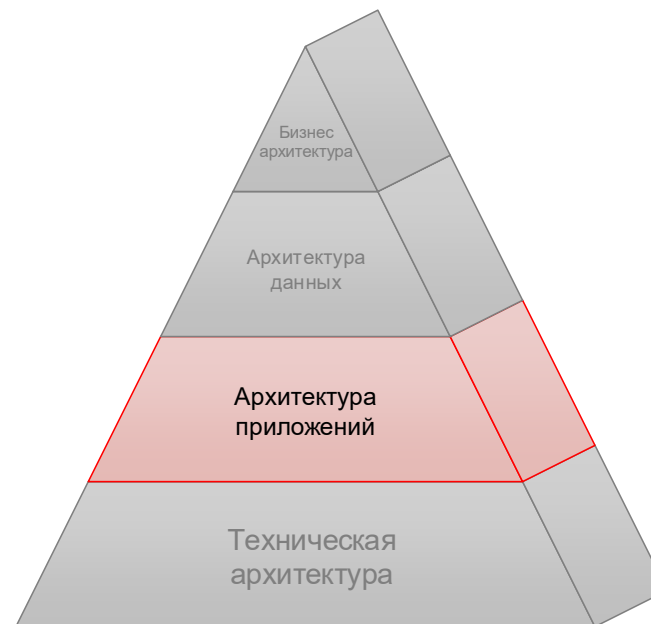 Бизнес
архитектура
Архитектура
данных
Архитектура
приложений
Техническая
архитектура